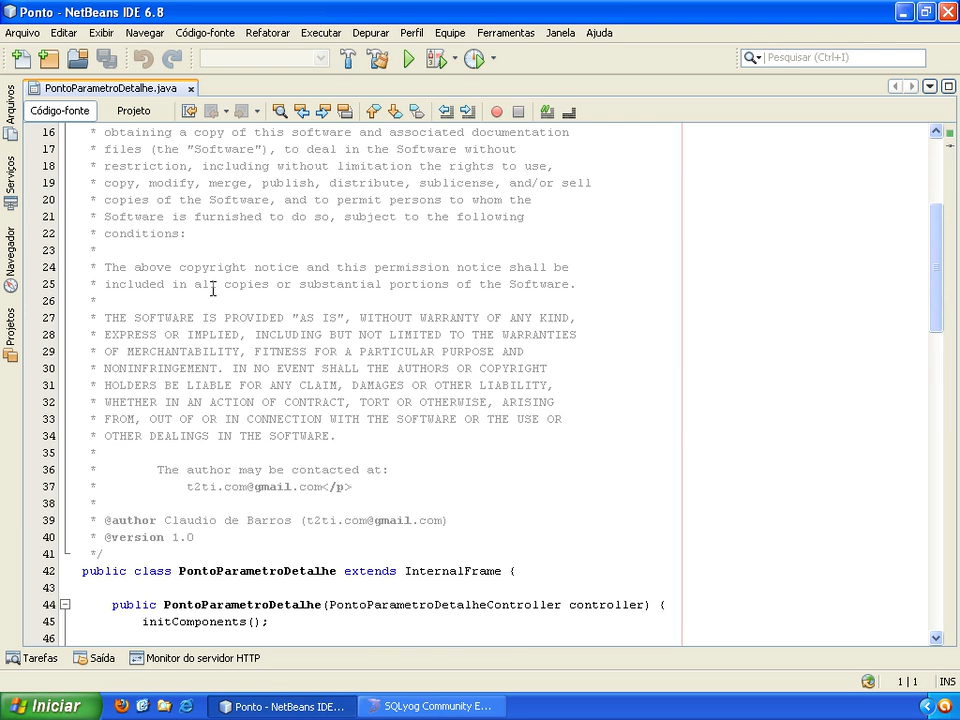 Ponto - NetBeans IDE 6.8
Arquivo Editar Exibir Navegar Código-fonte Refatorar Executar Depurar Perfil Equipe Ferramentas Janela Ajuda
Pesquisar (Ctrl+I)
PontoParametroDetalhe.java
Código-fonte Projeto
Arquivos
Serviços
Navegador
Projetos
16 * obtaining a copy of this software and associated documentation
17 * files (the "Software"), to deal in the Software without
18 * restriction, including without limitation the rights to use,
19 * copy, modify, merge, publish, distribute, sublicense, and/or sell
20 * copies of the Software, and to permit persons to whom the
21 * Software is furnished to do so, subject to the following
22 * conditions:
23 *
24 * The above copyright notice and this permission notice shall be
25 * included in all copies or substantial portions of the Software.
26 *
27 * THE SOFTWARE IS PROVIDED "AS IS", WITHOUT WARRANTY OF ANY KIND,
28 * EXPRESS OR IMPLIED, INCLUDING BUT NOT LIMITED TO THE WARRANTIES
29 * OF MERCHANTABILITY, FITNESS FOR A PARTICULAR PURPOSE AND
30 * NONINFRINGEMENT. IN NO EVENT SHALL THE AUTHORS OR COPYRIGHT
31 * HOLDERS BE LIABLE FOR ANY CLAIM, DAMAGES OR OTHER LIABILITY,
32 * WHETHER IN AN ACTION OF CONTRACT, TORT OR OTHERWISE, ARISING
33 * FROM, OUT OF OR IN CONNECTION WITH THE SOFTWARE OR THE USE OR
34 * OTHER DEALINGS IN THE SOFTWARE.
35 *
36 * The author may be contacted at:
37 * t2ti.com@gmail.com</p>
38 *
39 * @author Claudio de Barros (t2ti.com@gmail.com)
40 * @version 1.0
41 */
42 public class PontoParametroDetalhe extends InternalFrame {
43
44 public PontoParametroDetalhe(PontoParametroDetalheController controller) {
45 initComponents();
46
Tarefas Saída Monitor do servidor HTTP
1 | 1 INS
Iniciar Ponto - NetBeans IDE... SQLyog Community E...